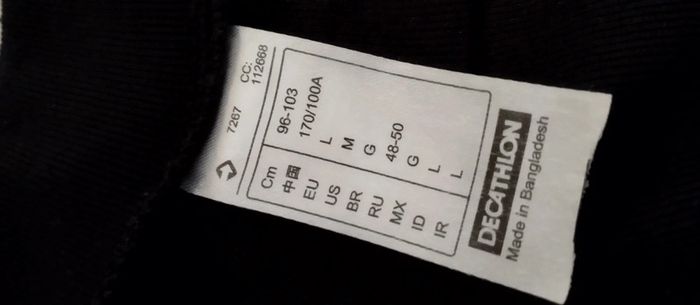 7267
CC:
112668
Cm 96-103
中国 170/100A
EU L
US M
BR G
RU 48-50
MX G
ID L
IR L
DECATHLON
Made in Bangladesh